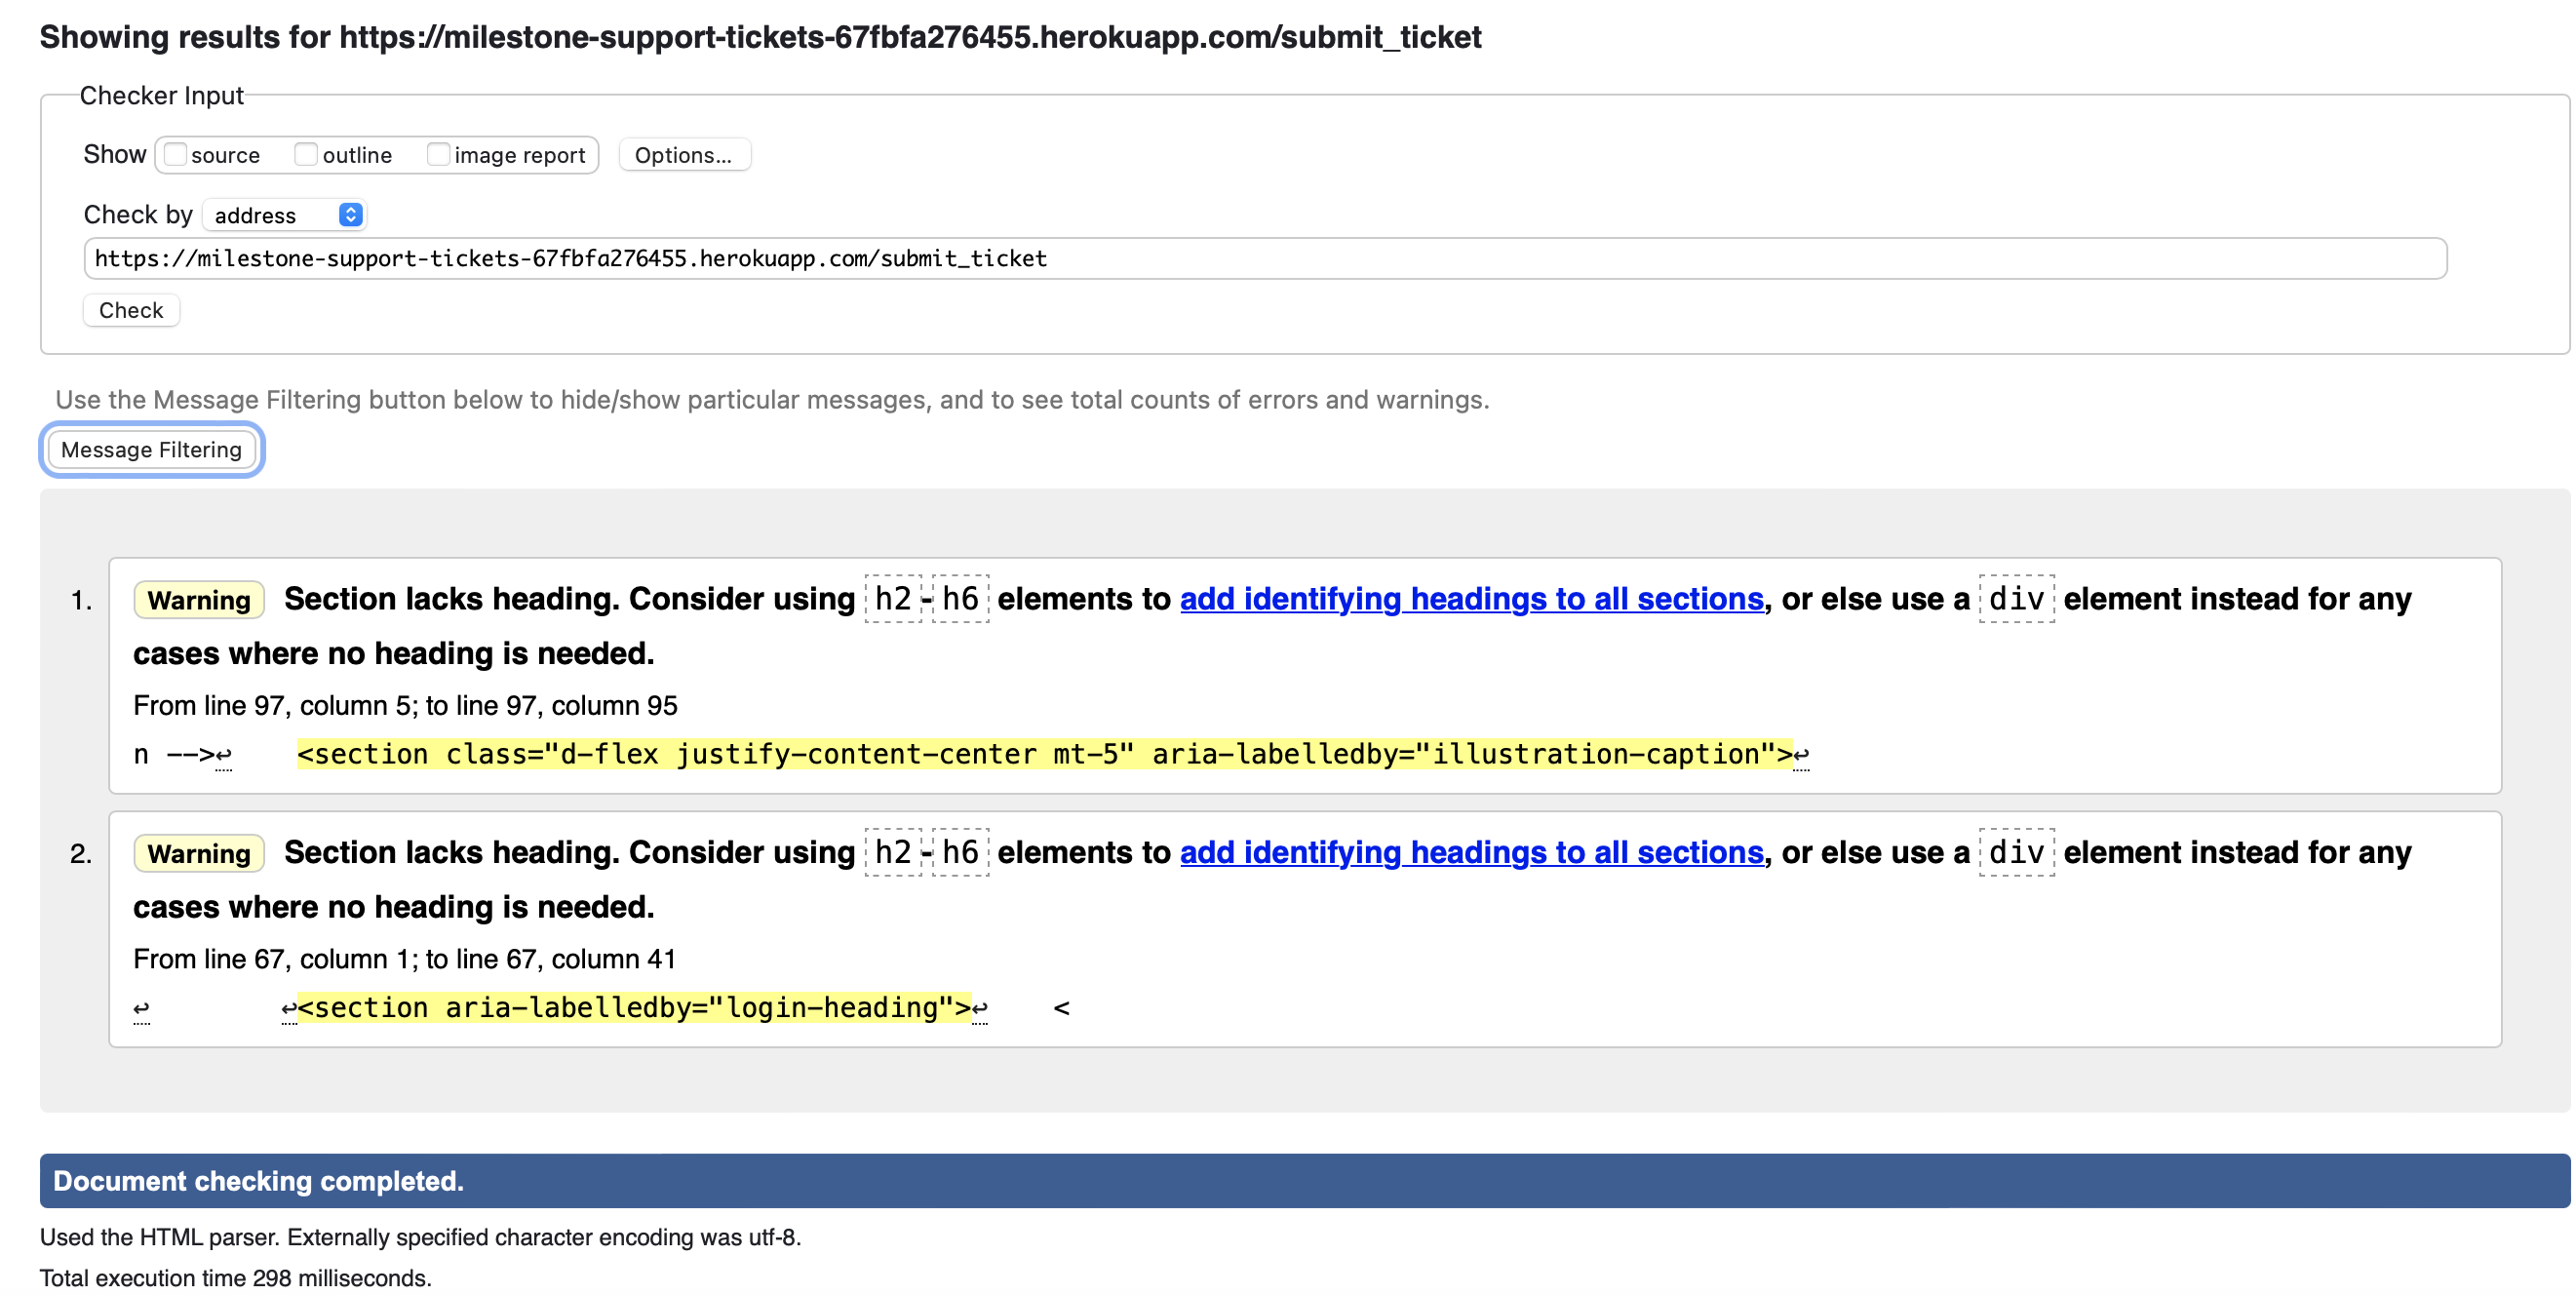 Showing results for https://milestone-support-tickets-67fbfa276455.herokuapp.com/submit_ticket
Checker Input
Show source outline image report Options...
Check by address
https://milestone-support-tickets-67fbfa276455.herokuapp.com/submit_ticket
Check
Use the Message Filtering button below to hide/show particular messages, and to see total counts of errors and warnings.
Message Filtering
1. Warning Section lacks heading. Consider using h2-h6 elements to add identifying headings to all sections, or else use a div element instead for any
cases where no heading is needed.
From line 97, column 5; to line 97, column 95
n -->↩ <section class="d-flex justify-content-center mt-5" aria-labelledby="illustration-caption">↩
2. Warning Section lacks heading. Consider using h2-h6 elements to add identifying headings to all sections, or else use a div element instead for any
cases where no heading is needed.
From line 67, column 1; to line 67, column 41
↩ ↩<section aria-labelledby="login-heading">↩ <
Document checking completed.
Used the HTML parser. Externally specified character encoding was utf-8.
Total execution time 298 milliseconds.